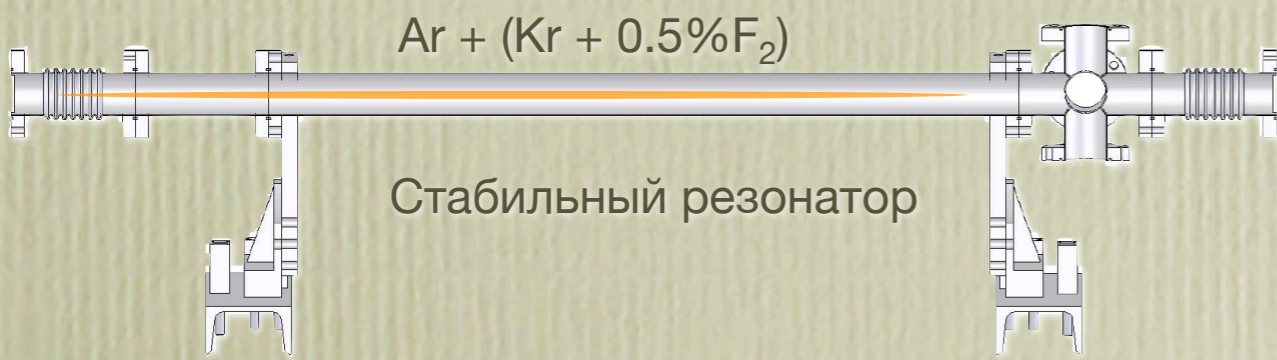 Ar + (Kr + 0.5%F₂)
Стабильный резонатор